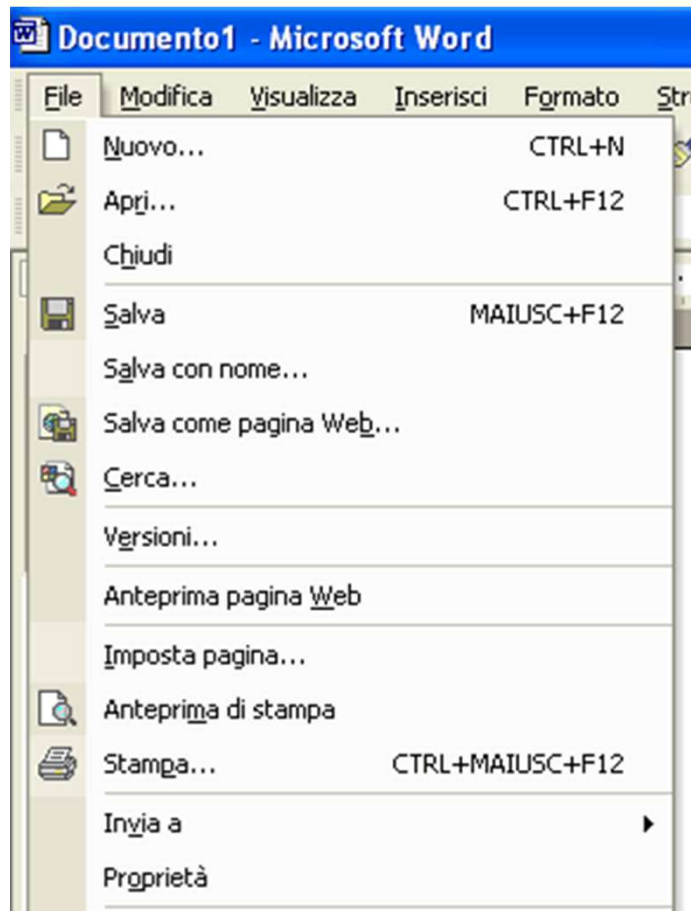 Documento1 - Microsoft Word
File Modifica Visualizza Inserisci Formato
Nuovo... CTRL+N
Apri... CTRL+F12
Chiudi
Salva MAIUSC+F12
Salva con nome...
Salva come pagina Web...
Cerca...
Versioni...
Anteprima pagina Web
Imposta pagina...
Anteprima di stampa
Stampa... CTRL+MAIUSC+F12
Invia a
Proprietà